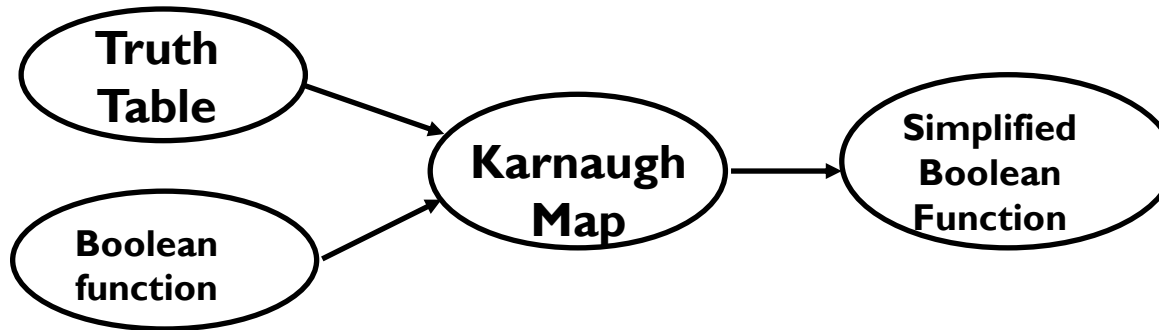 Truth
Table
Boolean
function
Karnaugh
Map
Simplified
Boolean
Function